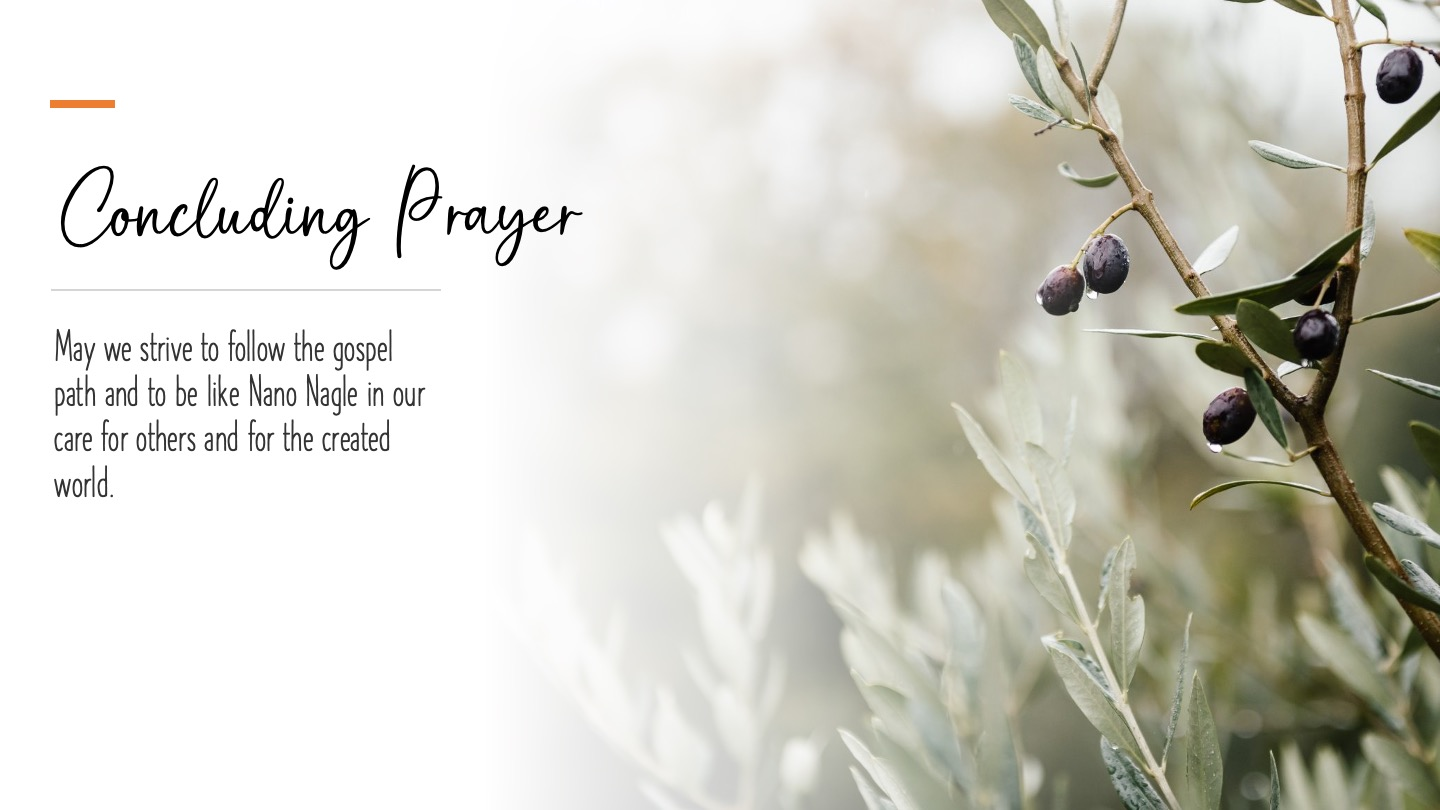 Concluding Prayer
May we strive to follow the gospel
path and to be like Nano Nagle in our
care for others and for the created
world.